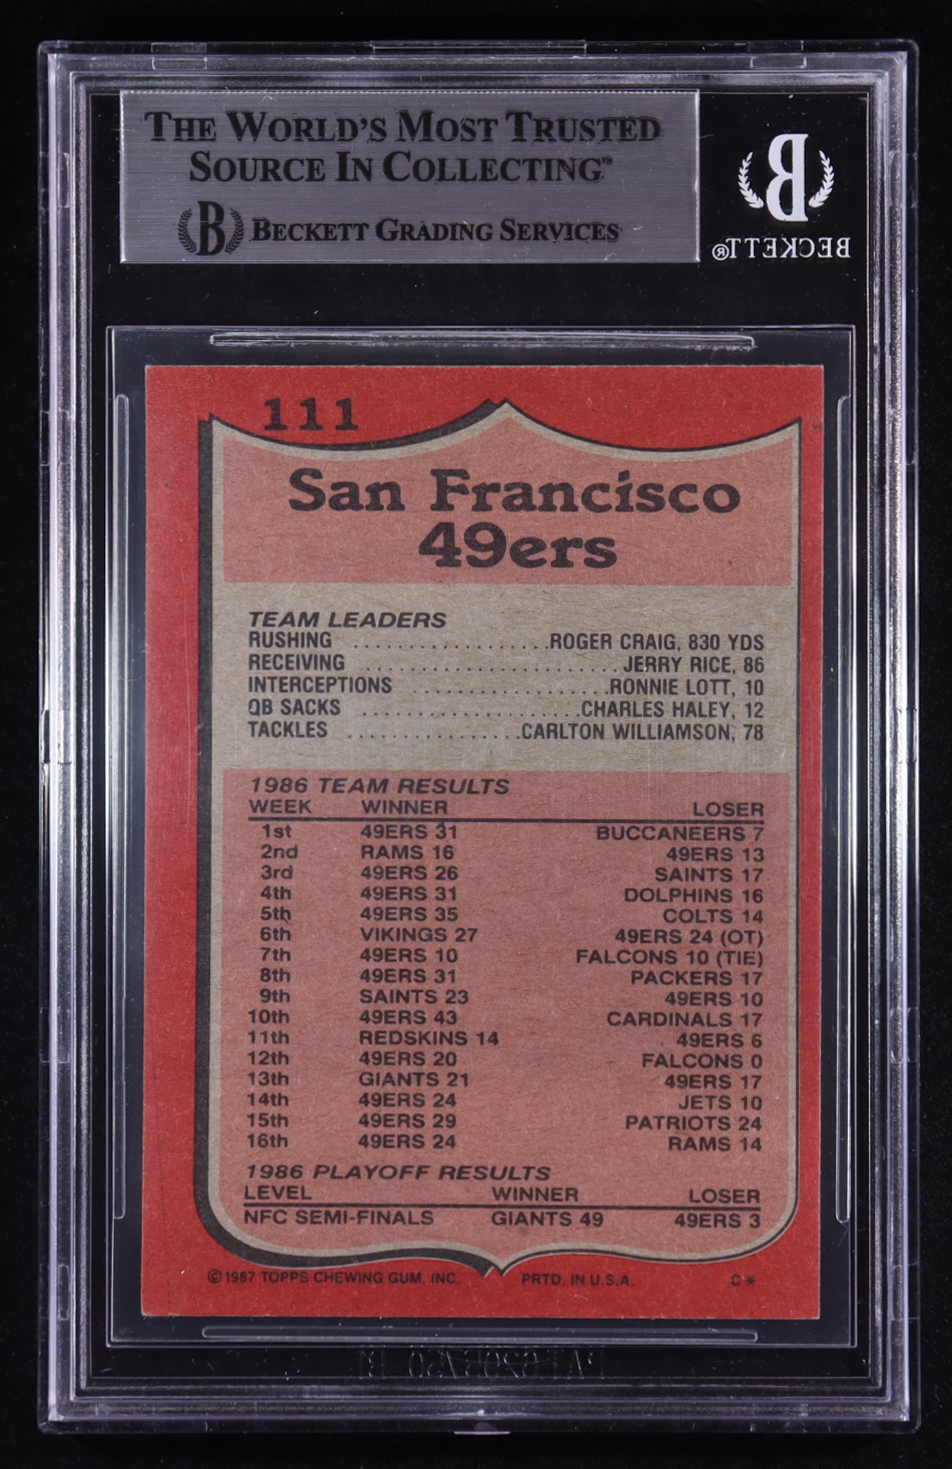 THE WORLD'S MOST TRUSTED
SOURCE IN COLLECTING™
B BECKETT GRADING SERVICES
B
BECKETT®
111
San Francisco
49ers
TEAM LEADERS
RUSHING ..................ROGER CRAIG, 830 YDS
RECEIVING ........................JERRY RICE, 86
INTERCEPTIONS ..................RONNIE LOTT, 10
QB SACKS .....................CHARLES HALEY, 12
TACKLES ................CARLTON WILLIAMSON, 78
1986 TEAM RESULTS
WEEK WINNER LOSER
1st 49ERS 31 BUCCANEERS 7
2nd RAMS 16 49ERS 13
3rd 49ERS 26 SAINTS 17
4th 49ERS 31 DOLPHINS 16
5th 49ERS 35 COLTS 14
6th VIKINGS 27 49ERS 24 (OT)
7th 49ERS 10 FALCONS 10 (TIE)
8th 49ERS 31 PACKERS 17
9th SAINTS 23 49ERS 10
10th 49ERS 43 CARDINALS 17
11th REDSKINS 14 49ERS 6
12th 49ERS 20 FALCONS 0
13th GIANTS 21 49ERS 17
14th 49ERS 24 JETS 10
15th 49ERS 29 PATRIOTS 24
16th 49ERS 24 RAMS 14
1986 PLAYOFF RESULTS
LEVEL WINNER LOSER
NFC SEMI-FINALS GIANTS 49 49ERS 3
©1987 TOPPS CHEWING GUM, INC. PRTD. IN U.S.A. C*